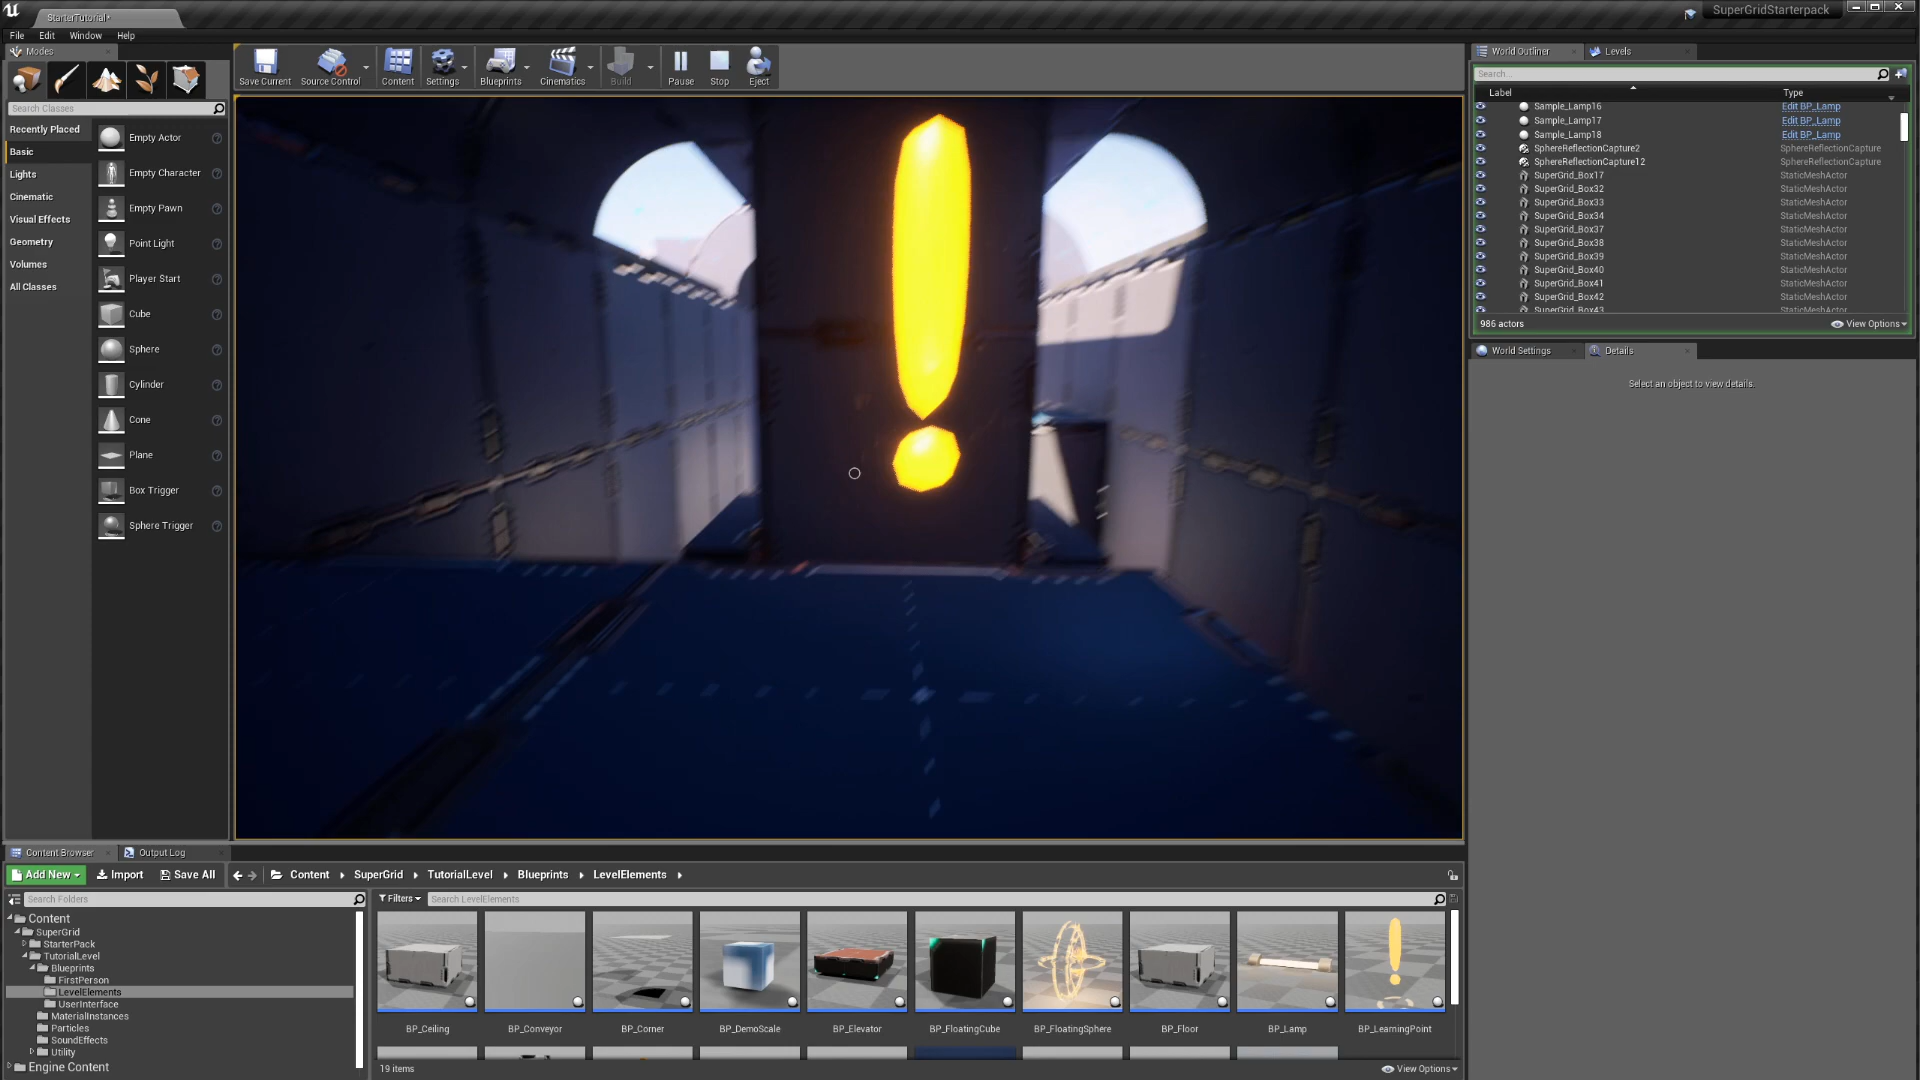 StarterTutorial*
SuperGridStarterpack
File Edit Window Help
Modes
Search Classes
Recently Placed
Basic
Lights
Cinematic
Visual Effects
Geometry
Volumes
All Classes
Empty Actor
Empty Character
Empty Pawn
Point Light
Player Start
Cube
Sphere
Cylinder
Cone
Plane
Box Trigger
Sphere Trigger
Save Current
Source Control
Content
Settings
Blueprints
Cinematics
Build
Pause
Stop
Eject
World Outliner
Levels
Search...
Label Type
Sample_Lamp16 Edit BP_Lamp
Sample_Lamp17 Edit BP_Lamp
Sample_Lamp18 Edit BP_Lamp
SphereReflectionCapture2 SphereReflectionCapture
SphereReflectionCapture12 SphereReflectionCapture
SuperGrid_Box17 StaticMeshActor
SuperGrid_Box32 StaticMeshActor
SuperGrid_Box33 StaticMeshActor
SuperGrid_Box34 StaticMeshActor
SuperGrid_Box37 StaticMeshActor
SuperGrid_Box38 StaticMeshActor
SuperGrid_Box39 StaticMeshActor
SuperGrid_Box40 StaticMeshActor
SuperGrid_Box41 StaticMeshActor
SuperGrid_Box42 StaticMeshActor
SuperGrid_Box43 StaticMeshActor
986 actors View Options
World Settings
Details
Select an object to view details.
Content Browser
Output Log
Add New Import Save All
Content SuperGrid TutorialLevel Blueprints LevelElements
Search Folders
Content
SuperGrid
StarterPack
TutorialLevel
Blueprints
FirstPerson
LevelElements
UserInterface
MaterialInstances
Particles
SoundEffects
Utility
Engine Content
Filters Search LevelElements
BP_Ceiling
BP_Conveyor
BP_Corner
BP_DemoScale
BP_Elevator
BP_FloatingCube
BP_FloatingSphere
BP_Floor
BP_Lamp
BP_LearningPoint
19 items View Options